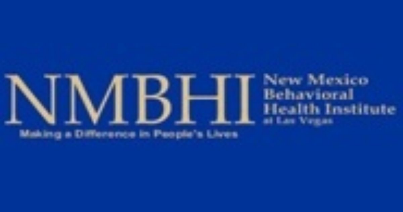 NMBHI
New Mexico
Behavioral
Health Institute
at Las Vegas
Making a Difference in People's Lives